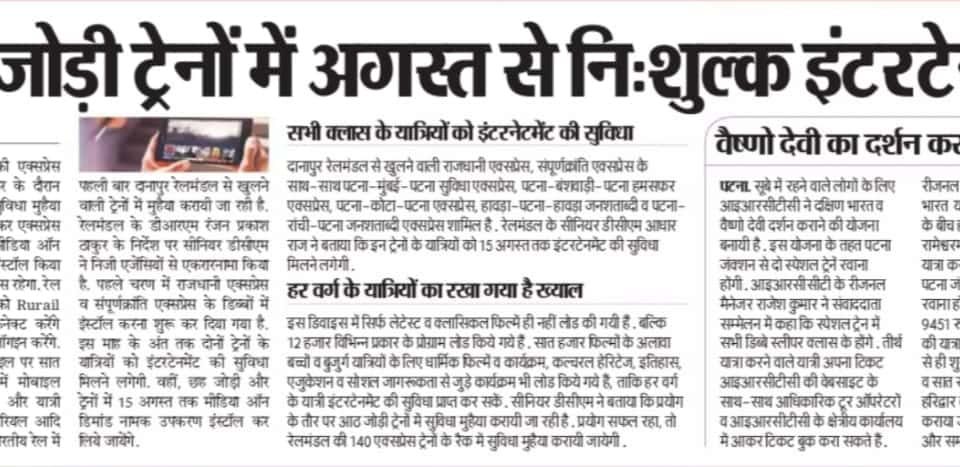 जोड़ी ट्रेनों में अगस्त से निःशुल्क इंटरटे
की एक्सप्रेस
र के दौरान
सुविधा मुहैया
कर एक्सप्रेस
मीडिया ऑन
इंस्टॉल किया
स रहेगा. रेल
को Rurail
नेक्ट करेंगे
लॉगइन करेंगे.
इल पर सात
में मोबाइल
और यात्री
रियल आदि
रतीय रेल में
पहली बार दानापुर रेलमंडल से खुलने
वाली ट्रेनों में मुहैया करायी जा रही है.
रेलमंडल के डीआरएम रंजन प्रकाश
ठाकुर के निर्देश पर सीनियर डीसीएम
ने निजी एजेंसियों से एकरारनामा किया
है. पहले चरण में राजधानी एक्सप्रेस
व संपूर्णक्रांति एक्सप्रेस के डिब्बों में
इंस्टॉल करना शुरू कर दिया गया है.
इस माह के अंत तक दोनों ट्रेनों के
यात्रियों को इंटरटेनमेंट की सुविधा
मिलने लगेगी. वहीं, छह जोड़ी और
ट्रेनों में 15 अगस्त तक मीडिया ऑन
डिमांड नामक उपकरण इंस्टॉल कर
लिये जायेंगे.
सभी क्लास के यात्रियों को इंटरनेटमेंट की सुविधा
दानापुर रेलमंडल से खुलने वाली राजधानी एक्सप्रेस, संपूर्णक्रांति एक्सप्रेस के
साथ-साथ पटना-मुंबई-पटना सुविधा एक्सप्रेस, पटना-बंशवाड़ी-पटना हमसफर
एक्सप्रेस, पटना-कोटा-पटना एक्सप्रेस, हावड़ा-पटना-हावड़ा जनशताब्दी व पटना-
रांची-पटना जनशताब्दी एक्सप्रेस शामिल है. रेलमंडल के सीनियर डीसीएम आधार
राज ने बताया कि इन ट्रेनों के यात्रियों को 15 अगस्त तक इंटरटेनमेंट की सुविधा
मिलने लगेगी.
हर वर्ग के यात्रियों का रखा गया है ख्याल
इस डिवाइस में सिर्फ लेटेस्ट व क्लासिकल फिल्में ही नहीं लोड की गयी है. बल्कि
12 हजार विभिन्न प्रकार के प्रोग्राम लोड किये गये है. सात हजार फिल्मों के अलावा
बच्चों व बुजुर्ग यात्रियों के लिए धार्मिक फिल्में व कार्यक्रम, कल्चरल हेरिटेज, इतिहास,
एजुकेशन व सोशल जागरूकता से जुड़े कार्यक्रम भी लोड किये गये है, ताकि हर वर्ग
के यात्री इंटरटेनमेंट की सुविधा प्राप्त कर सकें. सीनियर डीसीएम ने बताया कि प्रयोग
के तौर पर आठ जोड़ी ट्रेनों में सुविधा मुहैया करायी जा रही है. प्रयोग सफल रहा, तो
रेलमंडल की 140 एक्सप्रेस ट्रेनों के रैक में सुविधा मुहैया करायी जायेगी.
वैष्णो देवी का दर्शन कर
पटना. सूबे में रहने वाले लोगों के लिए
आइआरसीटीसी ने दक्षिण भारत व
वैष्णो देवी दर्शन कराने की योजना
बनायी है. इस योजना के तहत पटना
जंक्शन से दो स्पेशल ट्रेनें रवाना
होंगी. आइआरसीसीटी के रीजनल
मैनेजर राजेश कुमार ने संवाददाता
सम्मेलन में कहा कि स्पेशल ट्रेन में
सभी डिब्बे स्लीपर क्लास के होंगे. तीर्थ
यात्रा करने वाले यात्री अपना टिकट
आइआरसीटीसी की वेबसाइट के
साथ-साथ आधिकारिक टूर ऑपरेटरों
व आइआरसीटीसी के क्षेत्रीय कार्यालय
में आकर टिकट बुक करा सकते हैं.
रीजनल
भारत य
के बीच ह
रामेश्वरम
यात्रा कर
पटना जं
रवाना हो
9451 रु
की यात्रा
से ही शुर
व सात र
हरिद्वार व
का दर्शन
और सम